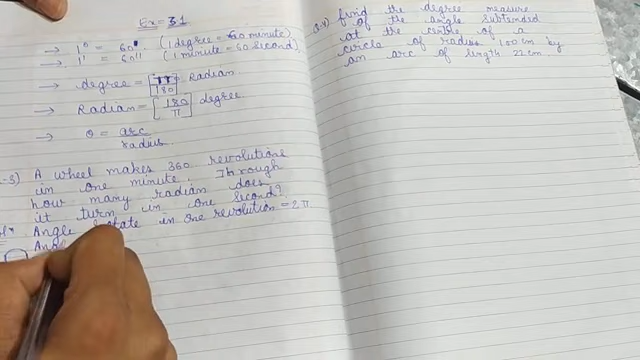 Ex = 3.1
→ 1° = 60'. (1 degree = 60 minute)
→ 1' = 60'' (1 minute = 60 second)
→ degree = [π/180] Radian.
→ Radian = [180/π] degree.
→ θ = arc/radius
-3) A wheel makes 360 revolutions
in one minute. Through
how many radian does
it turn in one second?
Angle rotate in one revolution = 2π
Ang
find the degree measure
of the angle subtended
at the centre of a
circle of radius 100 cm by
an arc of length 22 cm